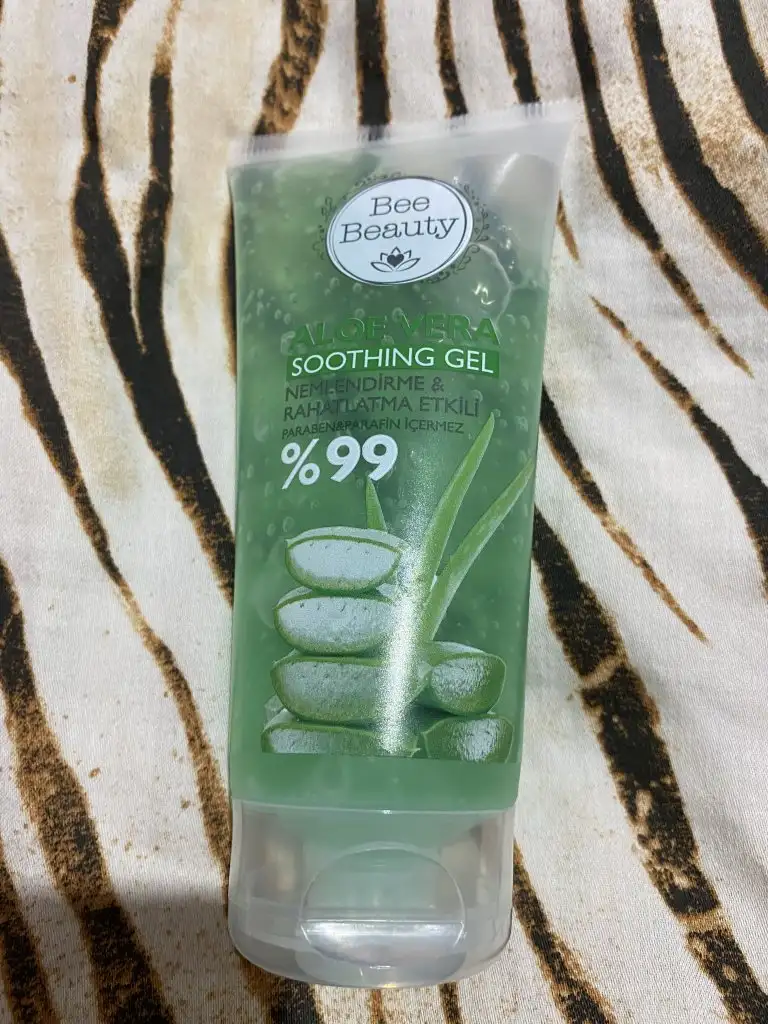 Bee
Beauty
ALOE VERA
SOOTHING GEL
NEMLENDİRME &
RAHATLATMA ETKİLİ
PARABEN&PARAFİN İÇERMEZ
%99